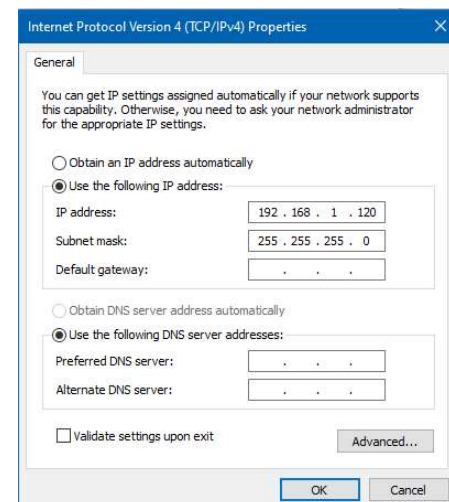 Internet Protocol Version 4 (TCP/IPv4) Properties
General
You can get IP settings assigned automatically if your network supports
this capability. Otherwise, you need to ask your network administrator
for the appropriate IP settings.
Obtain an IP address automatically
Use the following IP address:
IP address: 192 . 168 . 1 . 120
Subnet mask: 255 . 255 . 255 . 0
Default gateway: . . .
Obtain DNS server address automatically
Use the following DNS server addresses:
Preferred DNS server: . . .
Alternate DNS server: . . .
Validate settings upon exit
Advanced...
OK Cancel